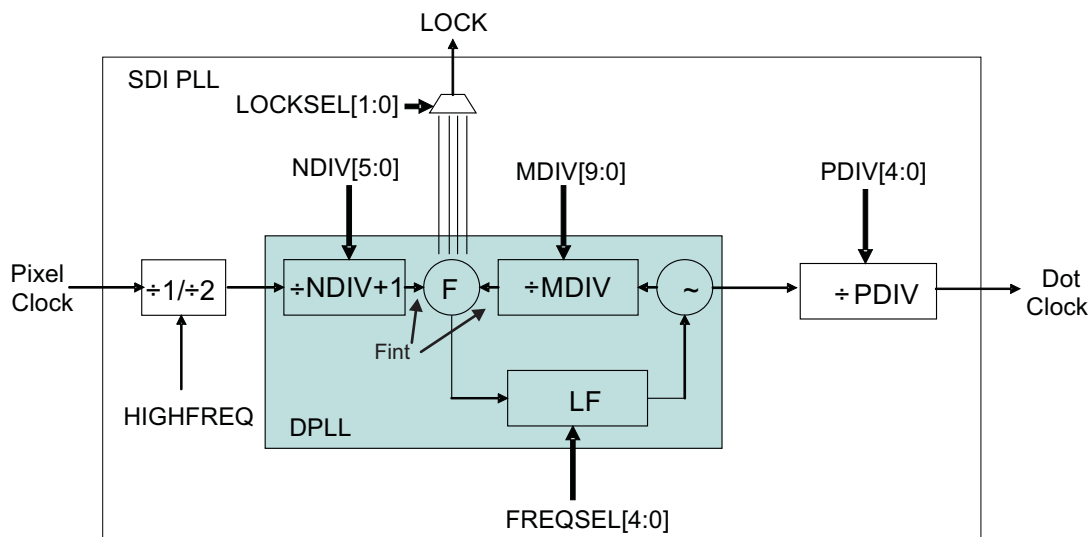 LOCK
SDI PLL
LOCKSEL[1:0]
NDIV[5:0]
MDIV[9:0]
PDIV[4:0]
Pixel
Clock
÷1/÷2
÷NDIV+1
F
÷MDIV
~
÷PDIV
Dot
Clock
Fint
HIGHFREQ
LF
DPLL
FREQSEL[4:0]